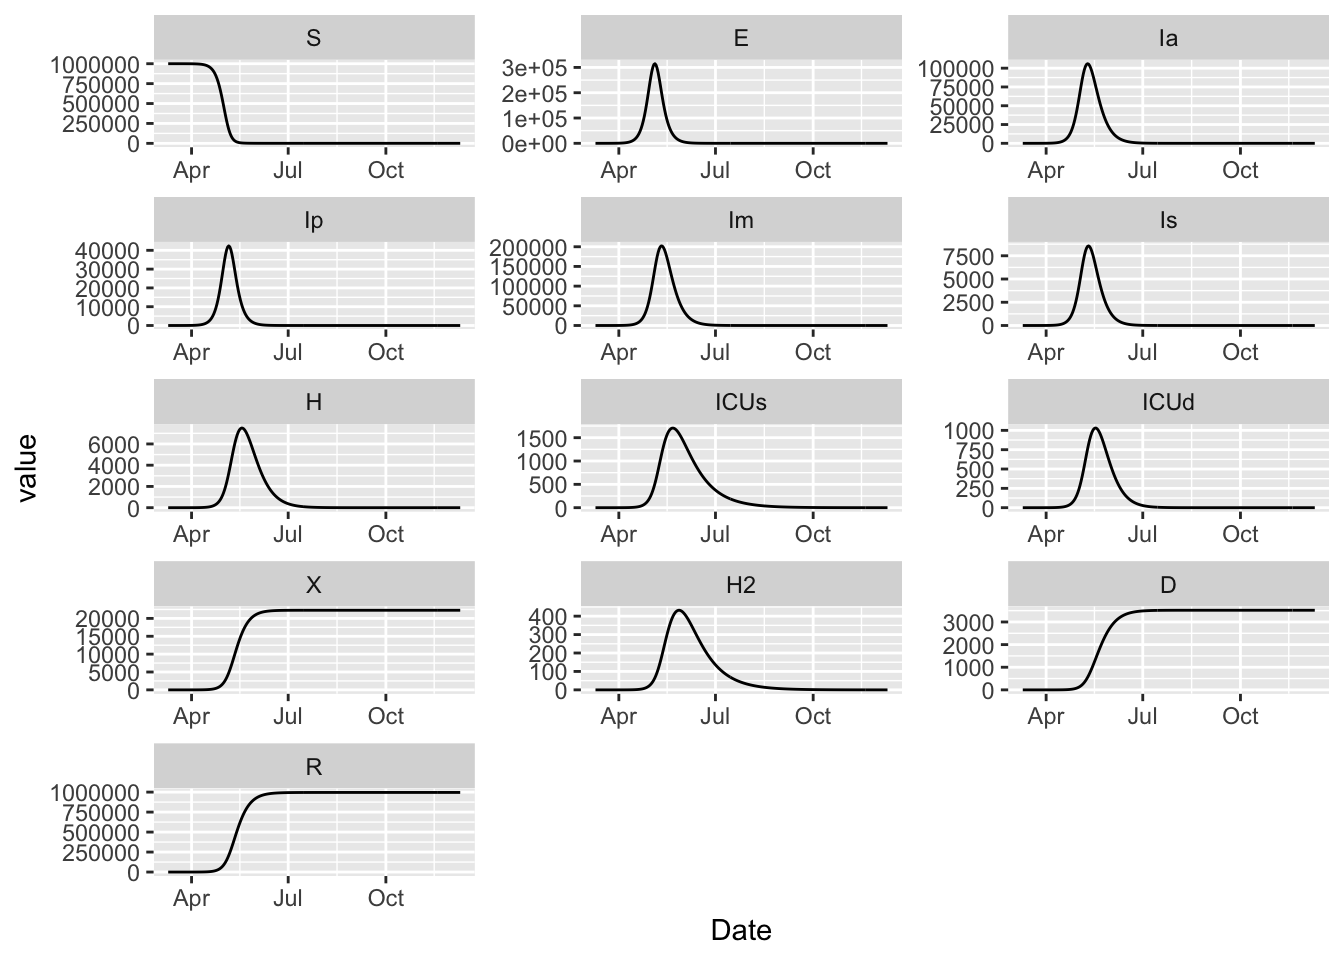 S
1000000
750000
500000
250000
0
Apr Jul Oct
E
3e+05
2e+05
1e+05
0e+00
Apr Jul Oct
Ia
100000
75000
50000
25000
0
Apr Jul Oct
Ip
40000
30000
20000
10000
0
Apr Jul Oct
Im
200000
150000
100000
50000
0
Apr Jul Oct
Is
7500
5000
2500
0
Apr Jul Oct
value
H
6000
4000
2000
0
Apr Jul Oct
ICUs
1500
1000
500
0
Apr Jul Oct
ICUd
1000
750
500
250
0
Apr Jul Oct
X
20000
15000
10000
5000
0
Apr Jul Oct
H2
400
300
200
100
0
Apr Jul Oct
D
3000
2000
1000
0
Apr Jul Oct
R
1000000
750000
500000
250000
0
Apr Jul Oct
Date